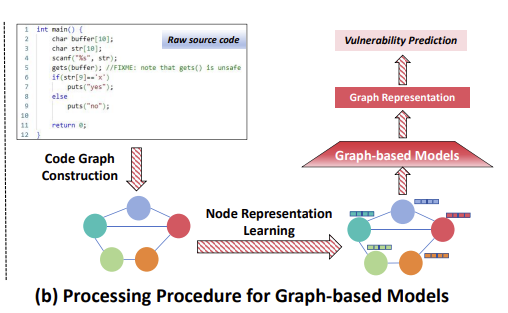 1 int main() {
2 char buffer[10];
3 char str[10];
4 scanf("%s", str);
5 gets(buffer); //FIXME: note that gets() is unsafe
6 if(str[9]=='x')
7 puts("yes");
8 else
9 puts("no");
10
11 return 0;
12 }
Raw source code
Code Graph
Construction
Node Representation
Learning
Vulnerability Prediction
Graph Representation
Graph-based Models
(b) Processing Procedure for Graph-based Models